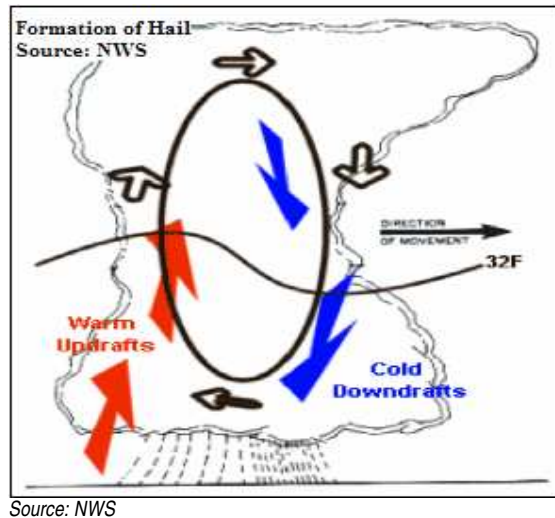 Formation of Hail
Source: NWS
DIRECTION
OF MOVEMENT
32F
Warm
Updrafts
Cold
Downdrafts
Source: NWS